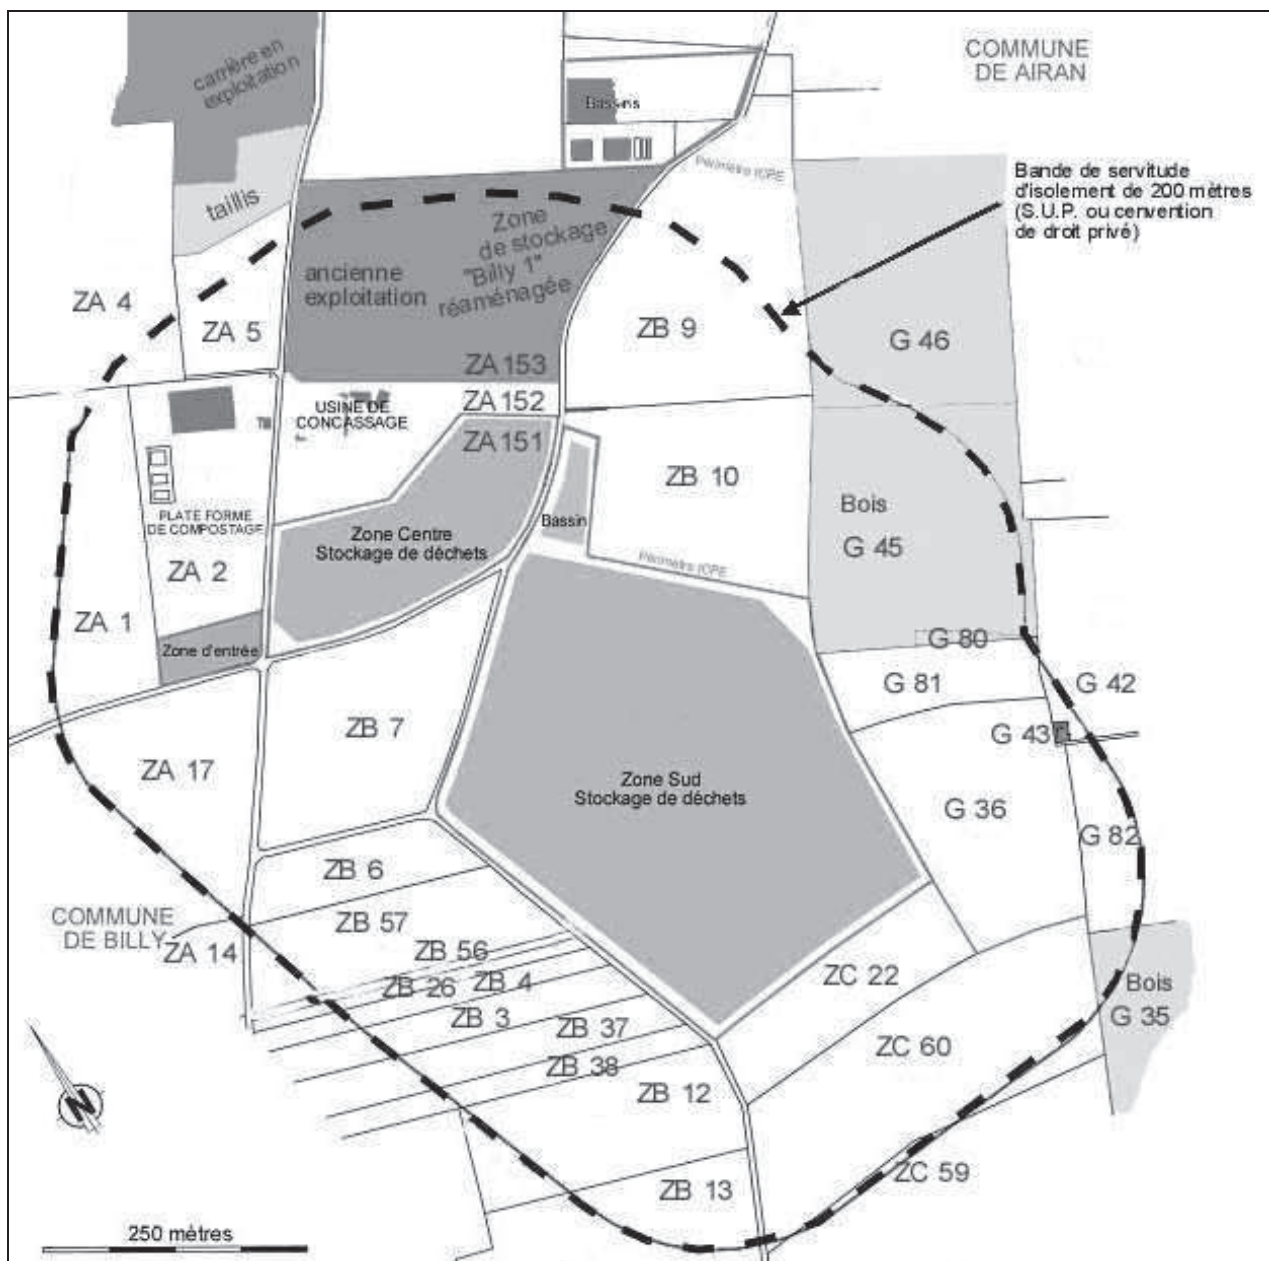 COMMUNE
DE AIRAN
carrière en
exploitation
Bassins
Périmètre ICPE
Bande de servitude
d'isolement de 200 mètres
(S.U.P. ou cenvention
de droit privé)
taillis
Zone
de stockage
"Billy 1"
réaménagée
ancienne
exploitation
ZA 4
ZA 5
ZB 9
G 46
ZA 153
ZA 152
USINE DE
CONCASSAGE
ZA 151
ZB 10
Bois
G 45
PLATE FORME
DE COMPOSTAGE
Zone Centre
Stockage de déchets
Bassin
Périmètre ICPE
ZA 2
ZA 1
Zone d'entrée
G 80
G 81
G 42
ZB 7
G 43
ZA 17
Zone Sud
Stockage de déchets
G 36
G 82
ZB 6
COMMUNE
DE BILLY
ZB 57
ZA 14
ZB 56
ZB 26
ZB 4
ZC 22
Bois
G 35
ZB 3
ZB 37
ZC 60
ZB 38
ZB 12
N
ZC 59
ZB 13
250 mètres